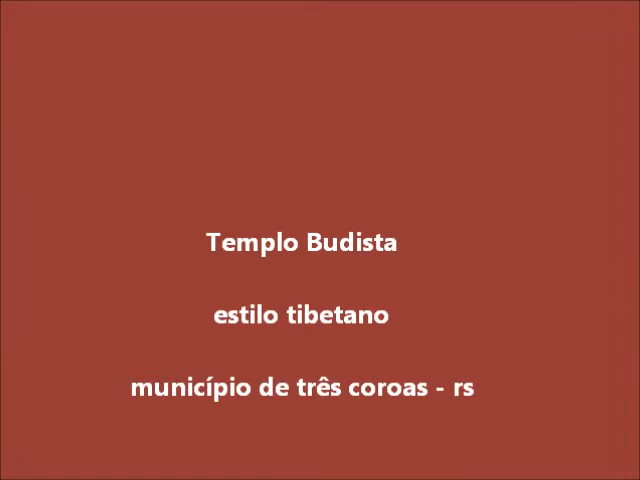 Templo Budista
estilo tibetano
município de três coroas - rs